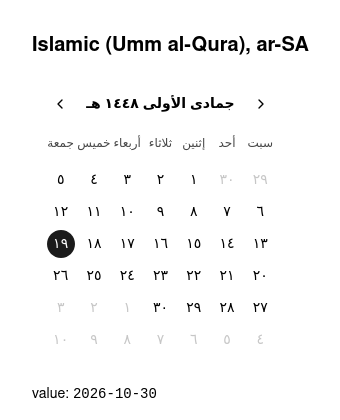 Islamic (Umm al-Qura), ar-SA
جمادى الأولى ١٤٤٨ هـ
سبت أحد إثنين ثلاثاء أربعاء خميس جمعة
٢٩ ٣٠ ١ ٢ ٣ ٤ ٥
٦ ٧ ٨ ٩ ١٠ ١١ ١٢
١٣ ١٤ ١٥ ١٦ ١٧ ١٨ ١٩
٢٠ ٢١ ٢٢ ٢٣ ٢٤ ٢٥ ٢٦
٢٧ ٢٨ ٢٩ ٣٠ ١ ٢ ٣
٤ ٥ ٦ ٧ ٨ ٩ ١٠
value: 2026-10-30